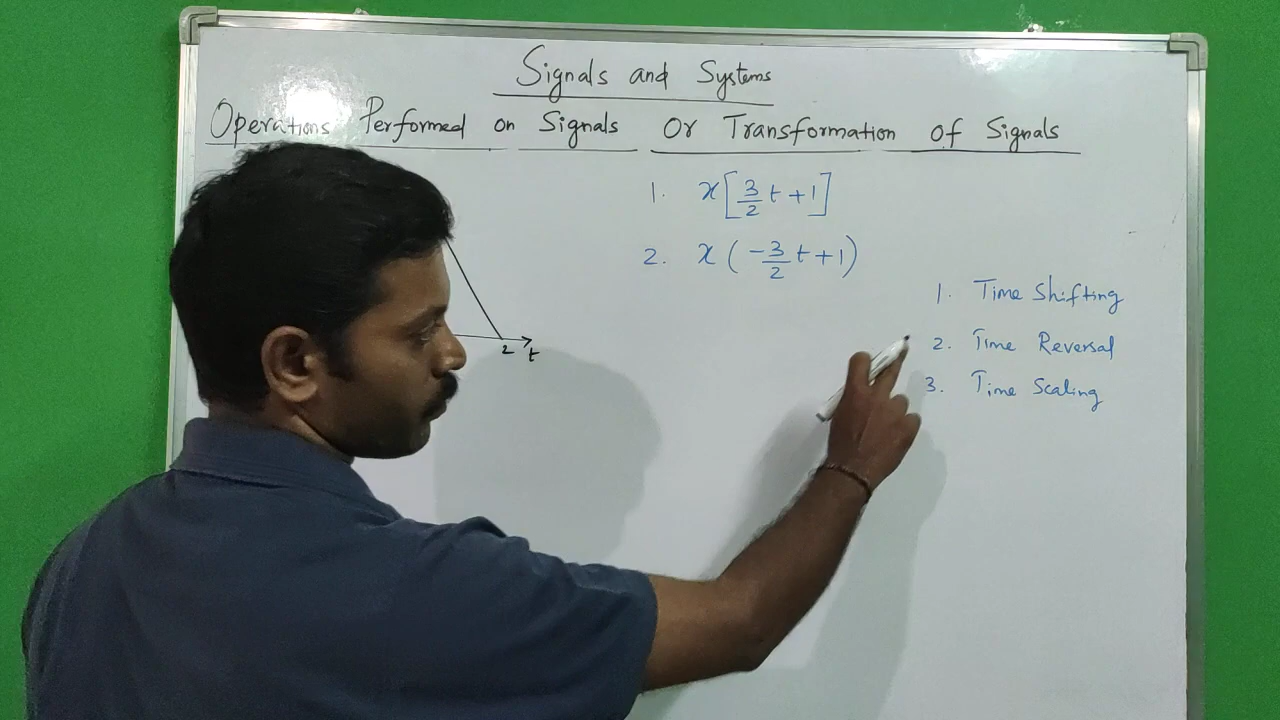 Signals and Systems
Operations Performed on Signals Or Transformation of Signals
1. x[3/2 t + 1]
2. x(-3/2 t + 1)
1. Time Shifting
2. Time Reversal
3. Time Scaling
2 t